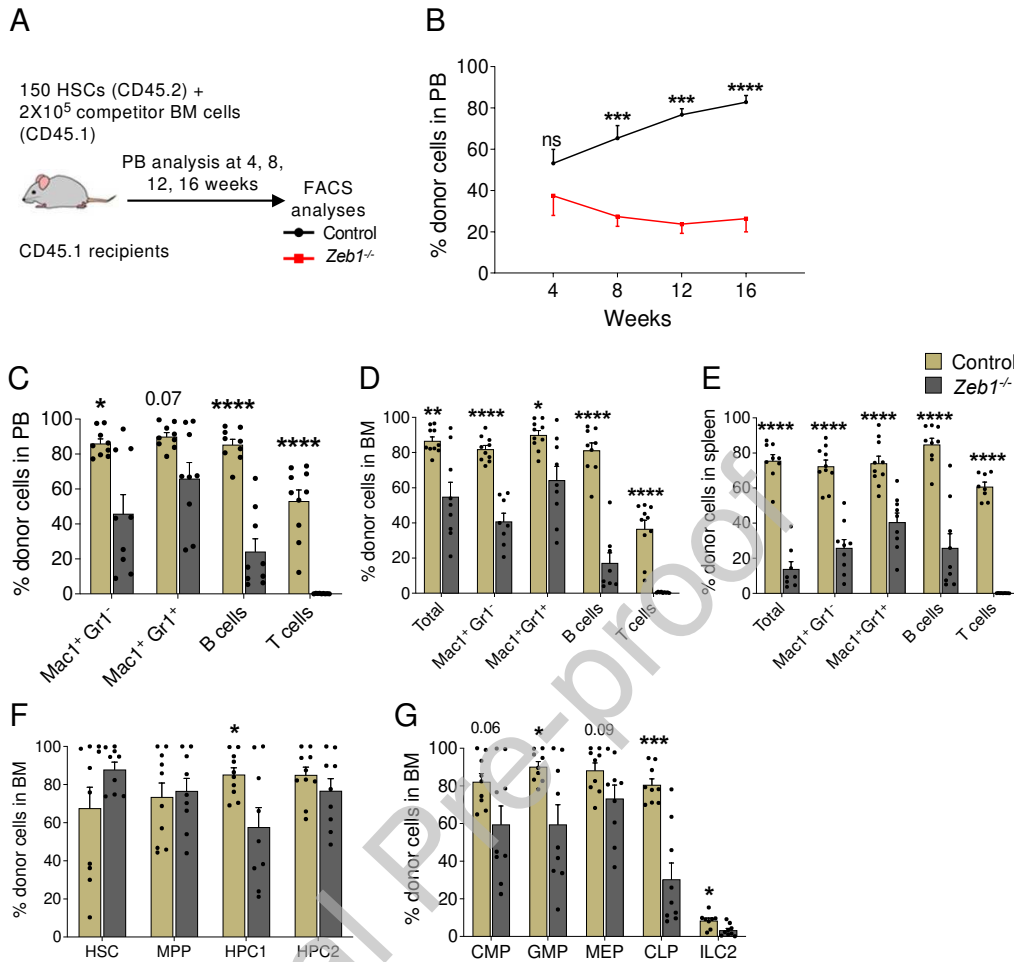 A
150 HSCs (CD45.2) +
2X10⁵ competitor BM cells
(CD45.1)
PB analysis at 4, 8,
12, 16 weeks
FACS
analyses
CD45.1 recipients
Control
Zeb1-/-
B
% donor cells in PB
100
80
60
40
20
0
ns
***
***
****
4 8 12 16
Weeks
Control
Zeb1-/-
C
% donor cells in PB
100
80
60
40
20
0
*
0.07
****
****
Mac1⁺ Gr1⁻
Mac1⁺ Gr1⁺
B cells
T cells
D
% donor cells in BM
100
80
60
40
20
0
**
****
*
****
****
Total
Mac1⁺ Gr1⁻
Mac1⁺ Gr1⁺
B cells
T cells
E
% donor cells in spleen
100
80
60
40
20
0
****
****
****
****
****
Total
Mac1⁺ Gr1⁻
Mac1⁺Gr1⁺
B cells
T cells
F
% donor cells in BM
100
80
60
40
20
0
*
HSC MPP HPC1 HPC2
G
% donor cells in BM
100
80
60
40
20
0
0.06
*
0.09
***
*
CMP GMP MEP CLP ILC2
al Pre-proof